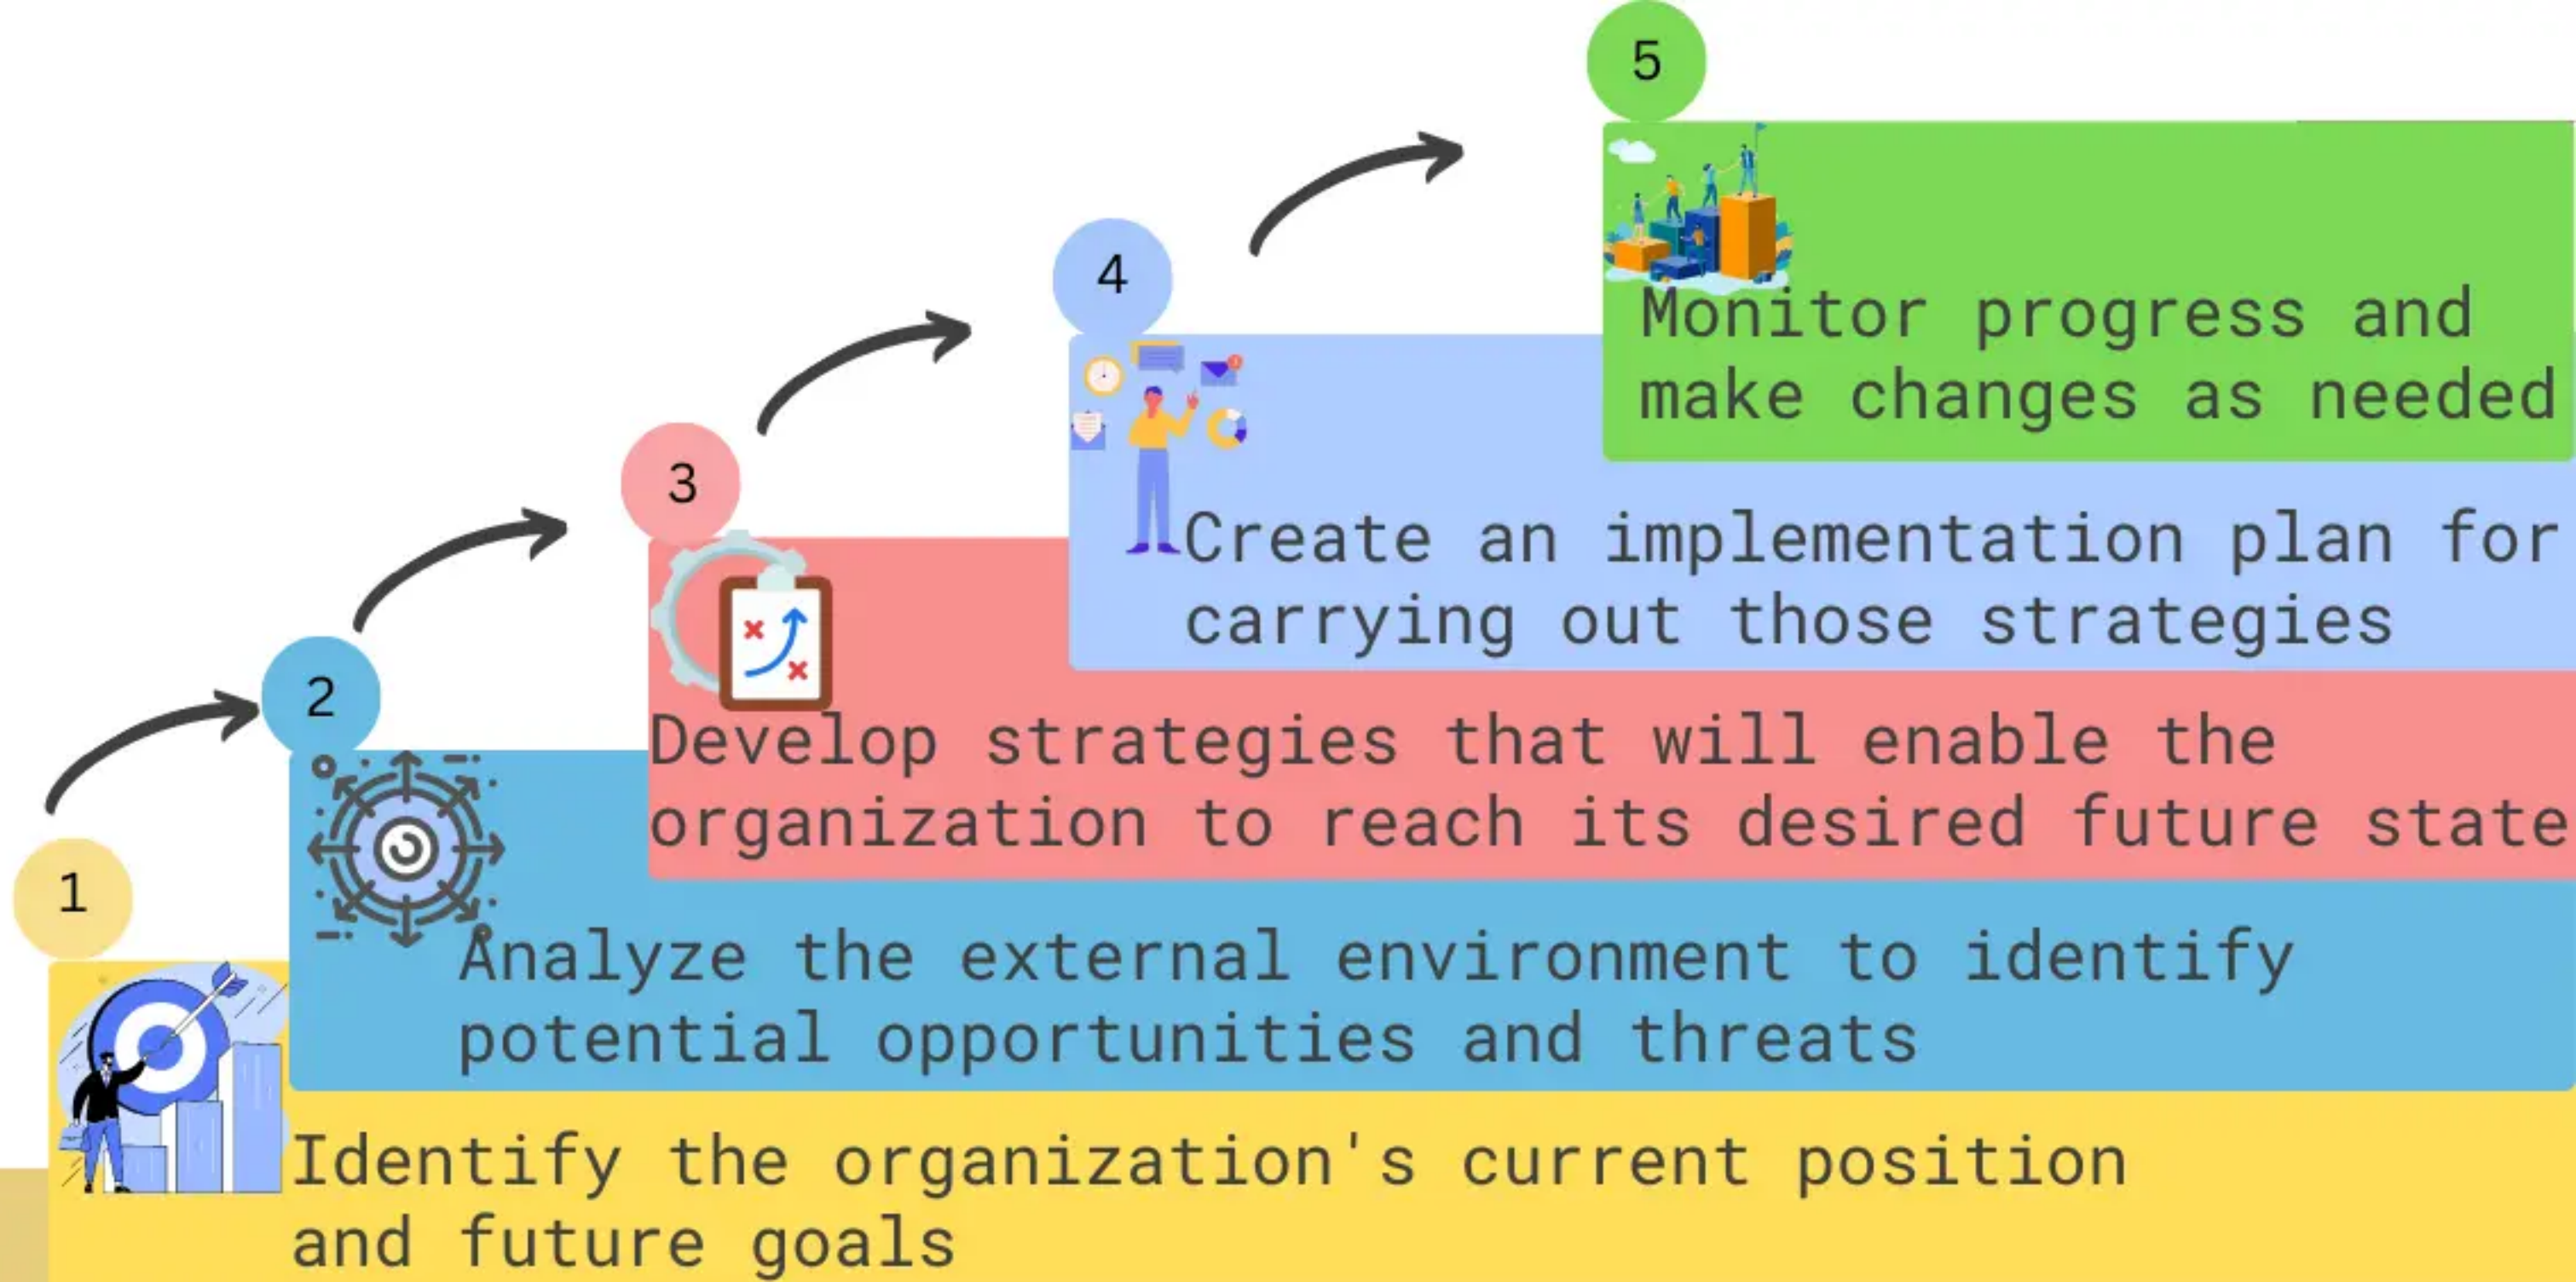 5
Monitor progress and
make changes as needed
4
Create an implementation plan for
carrying out those strategies
3
Develop strategies that will enable the
organization to reach its desired future state
2
Analyze the external environment to identify
potential opportunities and threats
1
Identify the organization's current position
and future goals